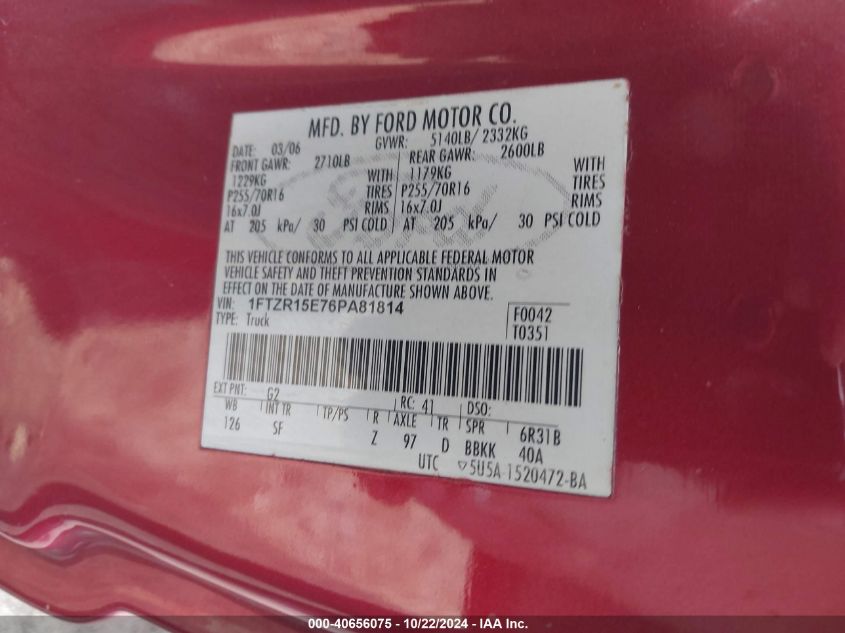 MFD. BY FORD MOTOR CO.
DATE: 03/06 GVWR: 5140LB/ 2332KG
FRONT GAWR: 2710LB REAR GAWR: 2600LB
1229KG WITH 1179KG WITH
P255/70R16 TIRES P255/70R16 TIRES
16x7.0J RIMS 16x7.0J RIMS
AT 205 kPa/ 30 PSI COLD AT 205 kPa/ 30 PSI COLD
THIS VEHICLE CONFORMS TO ALL APPLICABLE FEDERAL MOTOR
VEHICLE SAFETY AND THEFT PREVENTION STANDARDS IN
EFFECT ON THE DATE OF MANUFACTURE SHOWN ABOVE.
VIN: 1FTZR15E76PA81814 F0042
TYPE: Truck T0351
EXT PNT: G2 RC: 41 DSO:
WB INT TR TP/PS R AXLE TR SPR 6R31B
126 SF Z 97 D BBKK 40A
UTC ▽5U5A-1520472-BA
000-40656075 - 10/22/2024 - IAA Inc.